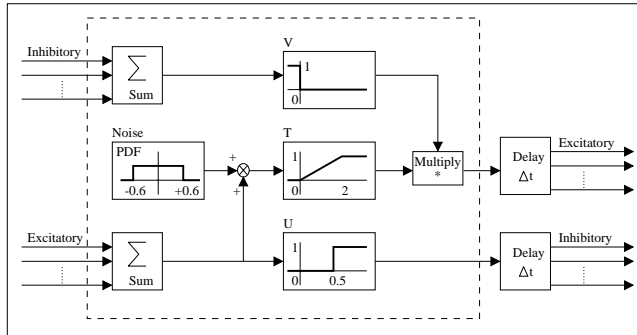 Inhibitory
∑
Sum
V
1
0
Noise
PDF
-0.6 +0.6
+
+
T
1
0 2
Multiply
*
Delay
Δt
Excitatory
Excitatory
∑
Sum
U
1
0 0.5
Delay
Δt
Inhibitory